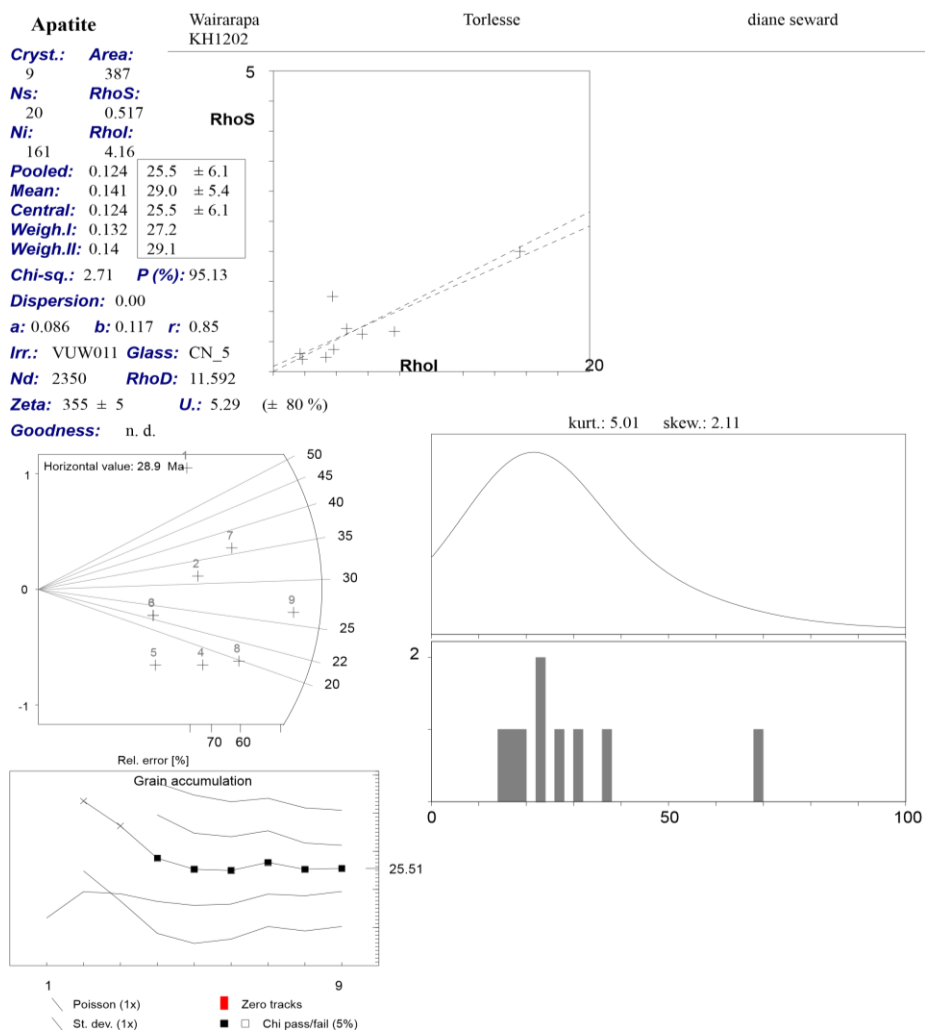 Apatite
Wairarapa Torlesse diane seward
KH1202
Cryst.: Area:
9 387
Ns: RhoS:
20 0.517
Ni: RhoI:
161 4.16
Pooled: 0.124 25.5 ± 6.1
Mean: 0.141 29.0 ± 5.4
Central: 0.124 25.5 ± 6.1
Weigh.I: 0.132 27.2
Weigh.II: 0.14 29.1
Chi-sq.: 2.71 P (%): 95.13
Dispersion: 0.00
a: 0.086 b: 0.117 r: 0.85
Irr.: VUW011 Glass: CN_5
Nd: 2350 RhoD: 11.592
Zeta: 355 ± 5 U.: 5.29 (± 80 %)
Goodness: n. d.
5
RhoS
RhoI
20
Horizontal value: 28.9 Ma
1
0
-1
1
7
2
9
5
4
8
50
45
40
35
30
25
22
20
70 60
Rel. error [%]
kurt.: 5.01 skew.: 2.11
2
0 50 100
Grain accumulation
25.51
1 9
Poisson (1x) Zero tracks
St. dev. (1x) Chi pass/fail (5%)